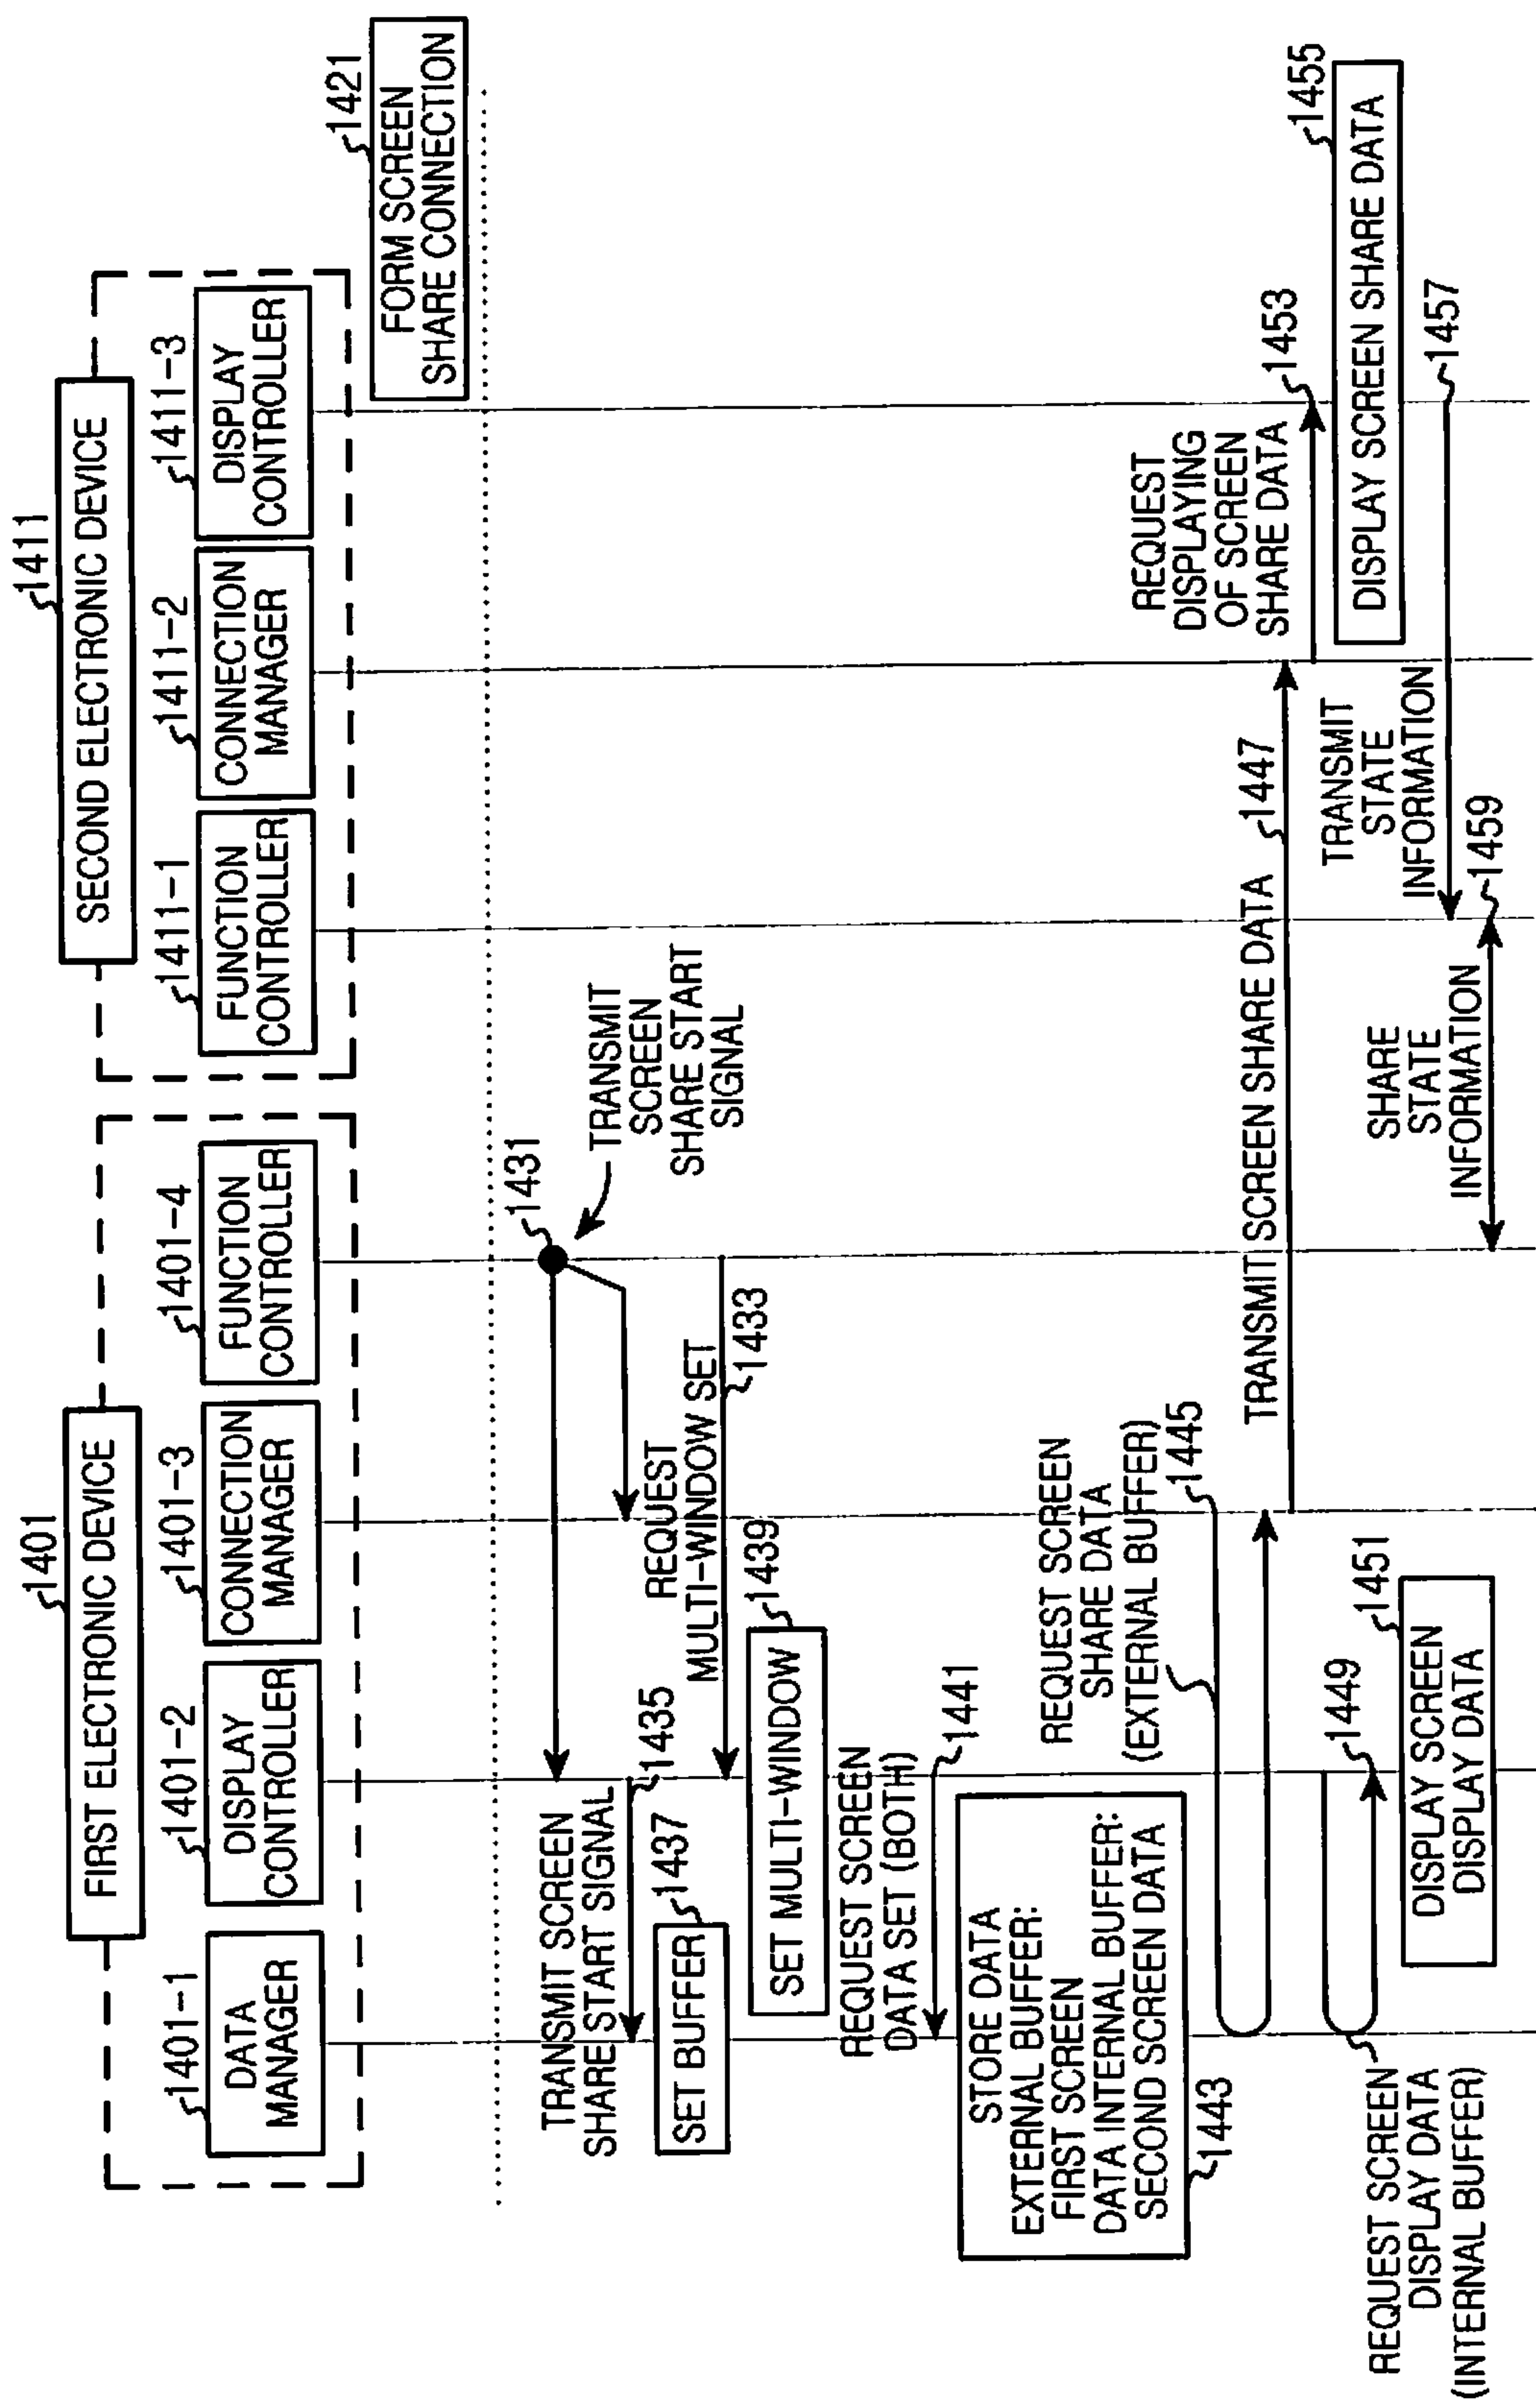 1401
FIRST ELECTRONIC DEVICE
1411
SECOND ELECTRONIC DEVICE
1401-1
DATA
MANAGER
1401-2
DISPLAY
CONTROLLER
1401-3
CONNECTION
MANAGER
1401-4
FUNCTION
CONTROLLER
1411-1
FUNCTION
CONTROLLER
1411-2
CONNECTION
MANAGER
1411-3
DISPLAY
CONTROLLER
1421
FORM SCREEN
SHARE CONNECTION
1431
TRANSMIT
SCREEN
SHARE START
SIGNAL
TRANSMIT SCREEN
SHARE START SIGNAL
1435
REQUEST
MULTI-WINDOW SET
1433
SET BUFFER
1437
SET MULTI-WINDOW
1439
REQUEST SCREEN
DATA SET (BOTH)
1441
STORE DATA
EXTERNAL BUFFER:
FIRST SCREEN
DATA INTERNAL BUFFER:
SECOND SCREEN DATA
1443
REQUEST SCREEN
SHARE DATA
(EXTERNAL BUFFER)
1445
TRANSMIT SCREEN SHARE DATA
1447
REQUEST
DISPLAYING
OF SCREEN
SHARE DATA
1453
REQUEST SCREEN
DISPLAY DATA
(INTERNAL BUFFER)
1449
DISPLAY SCREEN
DISPLAY DATA
1451
DISPLAY SCREEN SHARE DATA
1455
TRANSMIT
STATE
INFORMATION
1457
SHARE
STATE
INFORMATION
1459